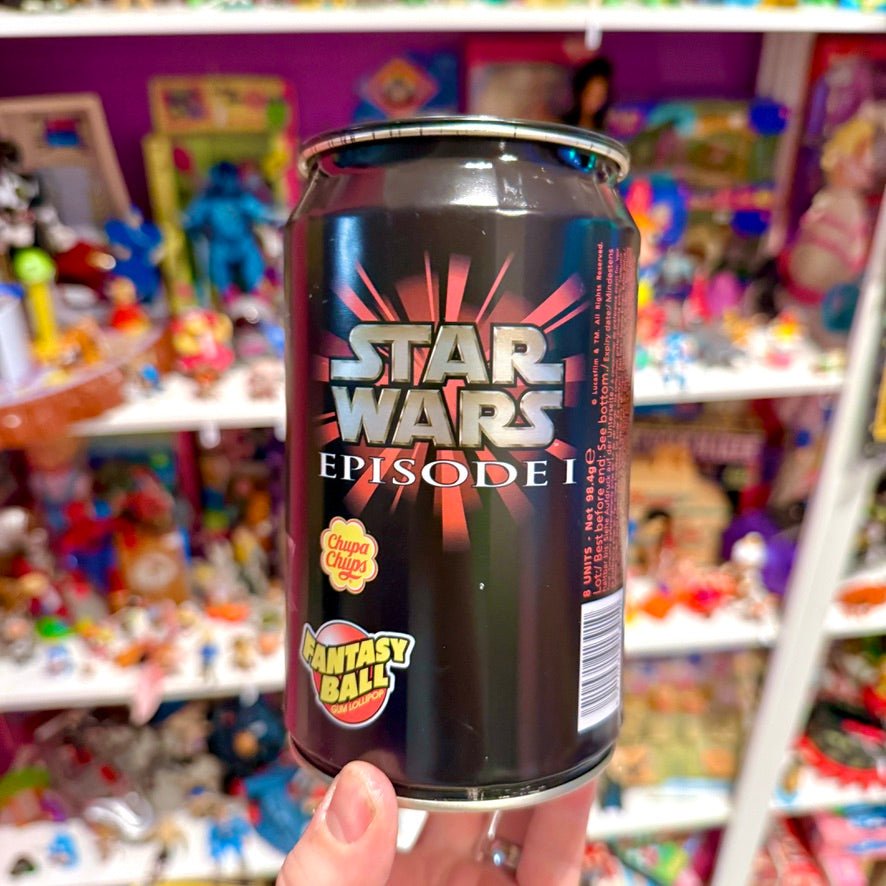 STAR
WARS
EPISODE I
Chupa
Chups
FANTASY
BALL
GUM LOLLIPOP
8 UNITS - Net 98.4g e
Lot:/ Best before end: See bottom./ Expiry date:/ Mindestens
© Lucasfilm & TM. All Rights Reserved.